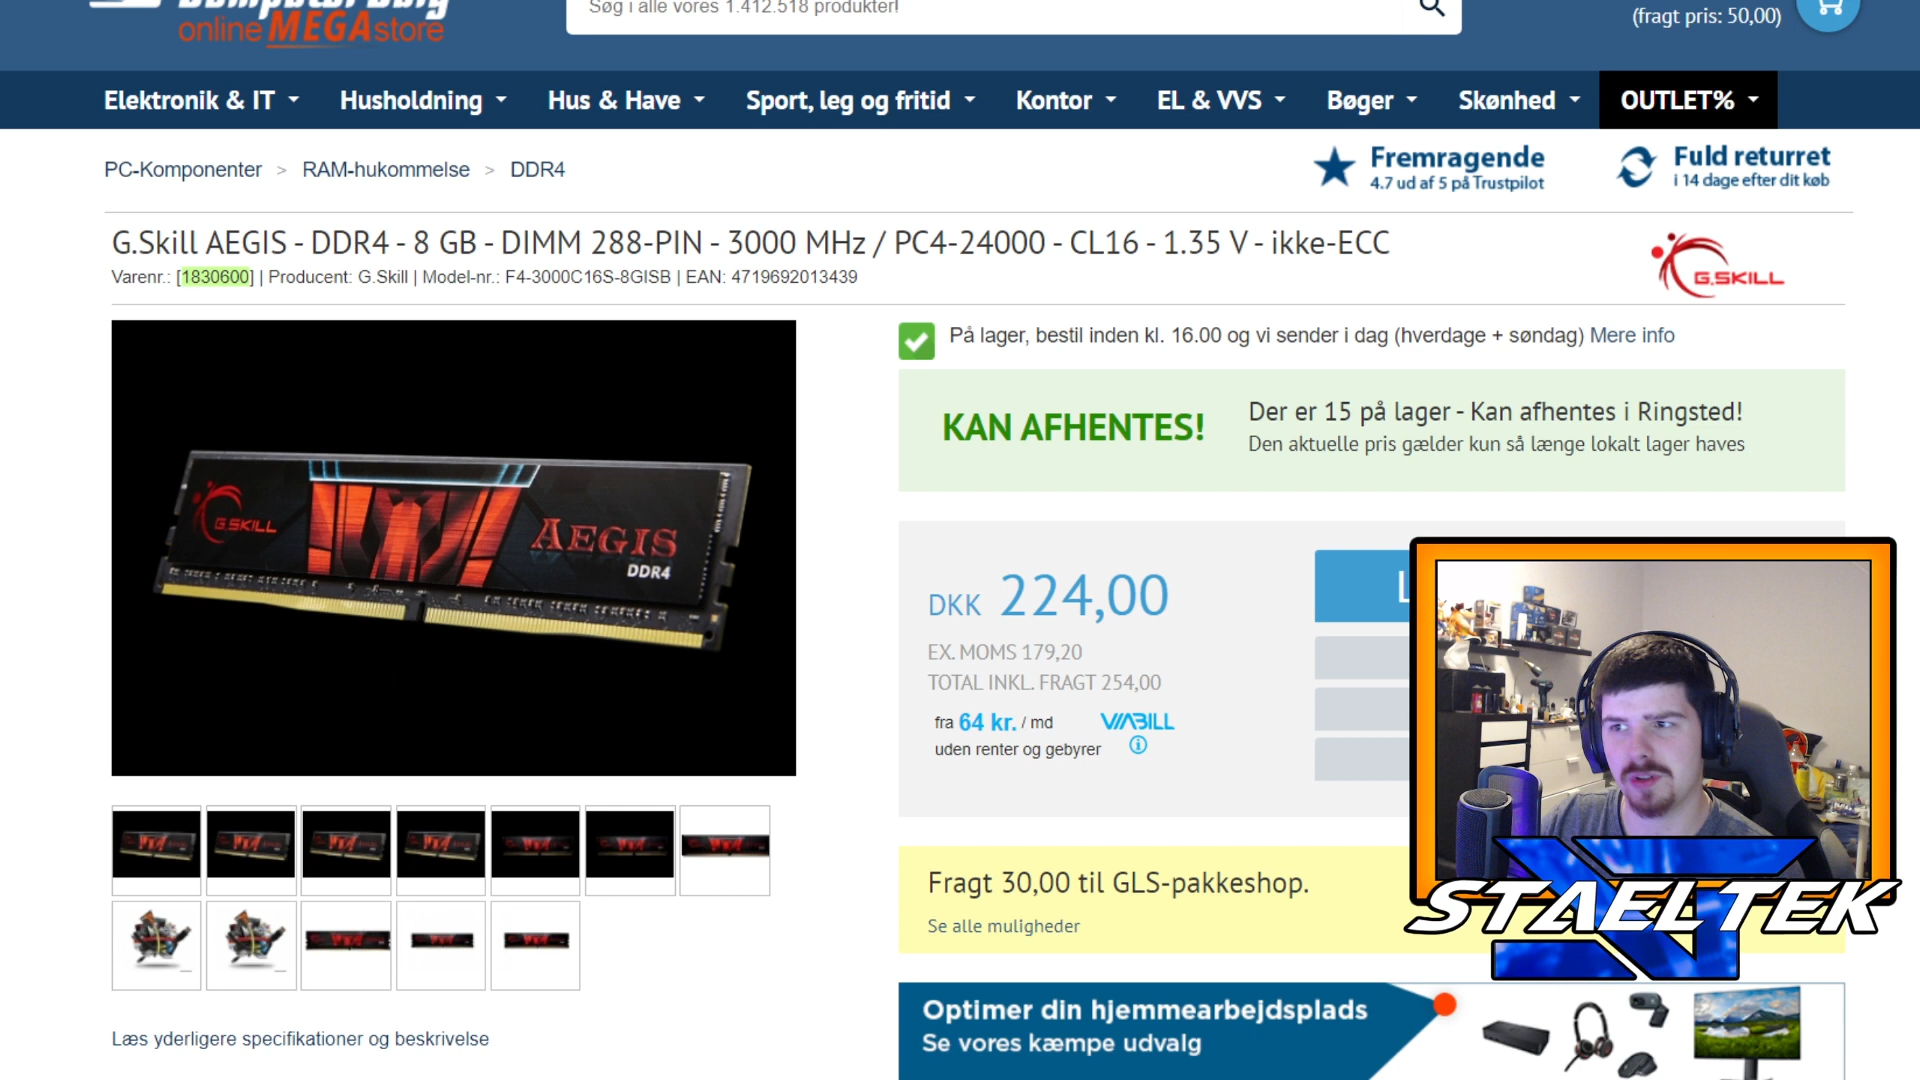 online MEGAstore
Søg i alle vores 1.412.518 produkter!
(fragt pris: 50,00)
Elektronik & IT
Husholdning
Hus & Have
Sport, leg og fritid
Kontor
EL & VVS
Bøger
Skønhed
OUTLET%
PC-Komponenter > RAM-hukommelse > DDR4
Fremragende
4.7 ud af 5 på Trustpilot
Fuld returret
i 14 dage efter dit køb
G.Skill AEGIS - DDR4 - 8 GB - DIMM 288-PIN - 3000 MHz / PC4-24000 - CL16 - 1.35 V - ikke-ECC
Varenr.: [1830600] | Producent: G.Skill | Model-nr.: F4-3000C16S-8GISB | EAN: 4719692013439
G.SKILL
På lager, bestil inden kl. 16.00 og vi sender i dag (hverdage + søndag) Mere info
KAN AFHENTES!
Der er 15 på lager - Kan afhentes i Ringsted!
Den aktuelle pris gælder kun så længe lokalt lager haves
G.SKILL
AEGIS
DDR4
DKK 224,00
EX. MOMS 179,20
TOTAL INKL. FRAGT 254,00
fra 64 kr. / md
VIABILL
uden renter og gebyrer
Fragt 30,00 til GLS-pakkeshop.
Se alle muligheder
STAELTEK
Læs yderligere specifikationer og beskrivelse
Optimer din hjemmearbejdsplads
Se vores kæmpe udvalg